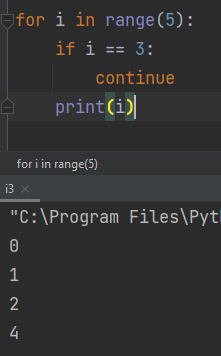 for i in range(5):
    if i == 3:
        continue
    print(i)
for i in range(5)
i3 ×
"C:\Program Files\Pyt
0
1
2
4